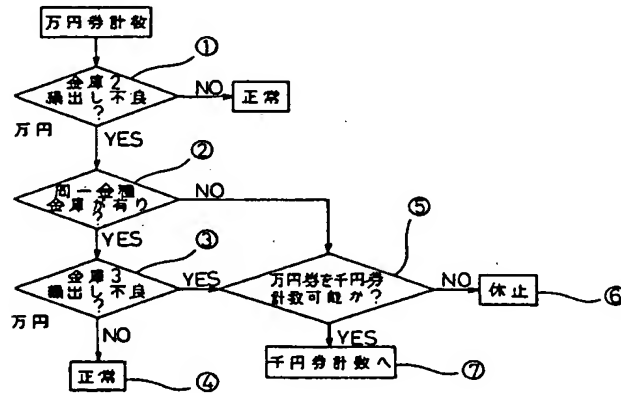 万円券計数
①
金庫2
繰出し不良
?
NO
正常
万円
YES
②
同一金種
金庫が有り
?
NO
YES
③
金庫3
繰出し不良
?
YES
万円
NO
正常
④
⑤
万円券を千円券
計数可能か?
NO
休止
⑥
YES
千円券計数へ
⑦